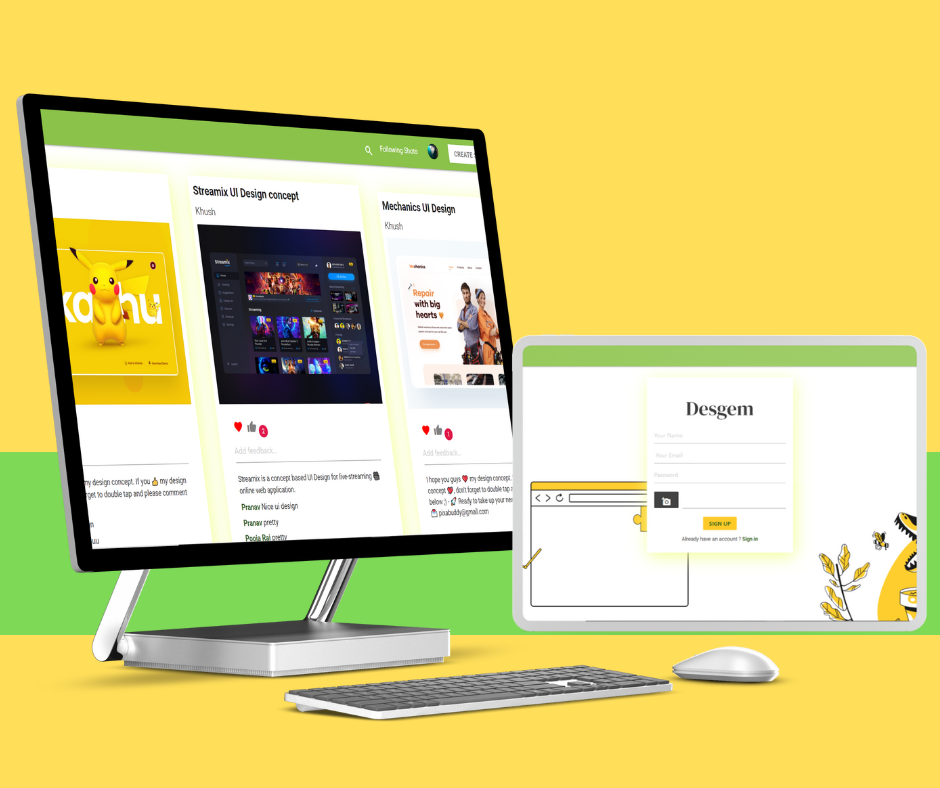 Following Shots
CREATE
Streamix UI Design concept
Khush
Mechanics UI Design
Khush
streamix
Streaming
Repair
with big
hearts 🧡
2
1
Add feedback...
Add feedback...
my design concept. If you 👍 my design
rget to double tap and please comment
Streamix is a concept based UI Design for live-streaming
online web application.
Pranav Nice ui design
Pranav pretty
Pooja Rai pretty
I hope you guys ❤️ my design concept.
concept ❤️, don't forget to double tap
below 👇 🚀 Ready to take up your
📩 pixabuddy@gmail.com
Desgem
Your Name
Your Email
Password
SIGN UP
Already have an account ? Sign in